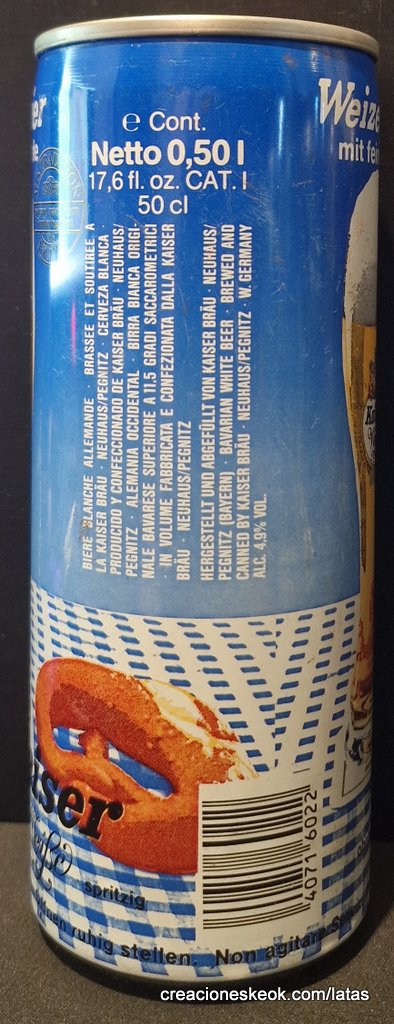 ℮ Cont.
Netto 0,50 l
17,6 fl. oz. CAT. I
50 cl
Weize
mit fei
BIERE BLANCHE ALLEMANDE · BRASSEE ET SOUTIREE A
LA KAISER BRÄU · NEUHAUS/PEGNITZ · CERVEZA BLANCA
PRODUCIDO Y CONFECCIONADO DE KAISER BRÄU · NEUHAUS/
PEGNITZ · ALEMANIA OCCIDENTAL · BIRRA BIANCA ORIGI-
NALE BAVARESE SUPERIORE A 11.5 GRADI SACCAROMETRICI
· IN VOLUME FABBRICATA E CONFEZIONATA DALLA KAISER
BRÄU · NEUHAUS/PEGNITZ
HERGESTELLT UND ABGEFÜLLT VON KAISER BRÄU · NEUHAUS/
PEGNITZ (BAYERN) · BAVARIAN WHITE BEER · BREWED AND
CANNED BY KAISER BRÄU · NEUHAUS/PEGNITZ · W. GERMANY
ALC. 4,9% VOL.
iser
spritzig
4071 6022
ruhig stellen. Non agitare
creacioneskeok.com/latas